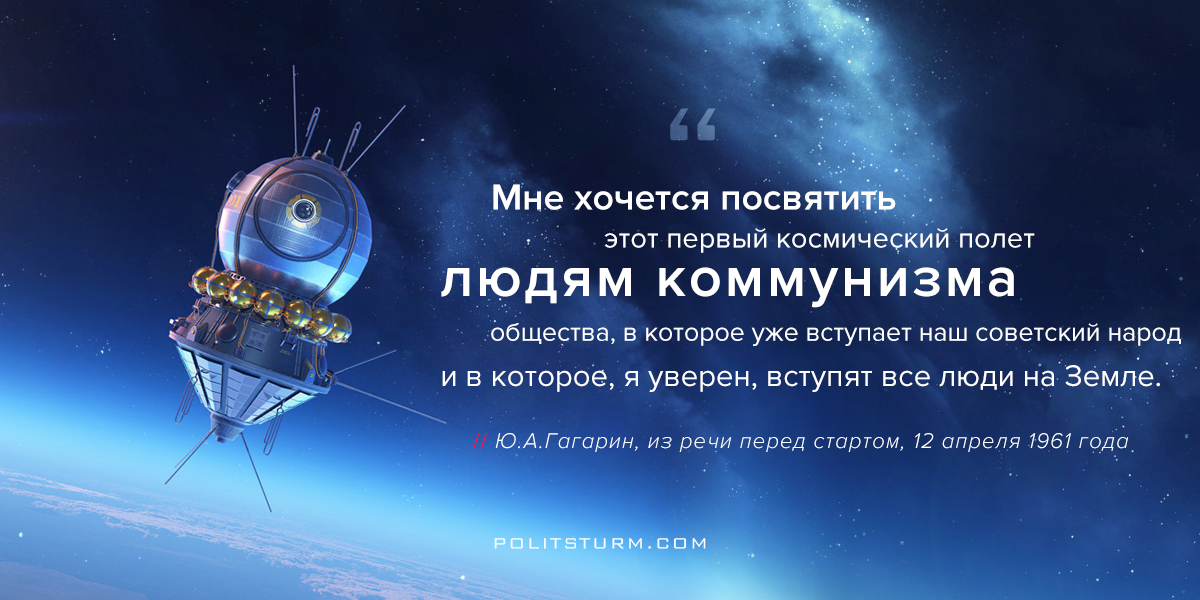 “
Мне хочется посвятить
этот первый космический полет
людям коммунизма
общества, в которое уже вступает наш советский народ
и в которое, я уверен, вступят все люди на Земле.
// Ю.А.Гагарин, из речи перед стартом, 12 апреля 1961 года
POLITSTURM.COM